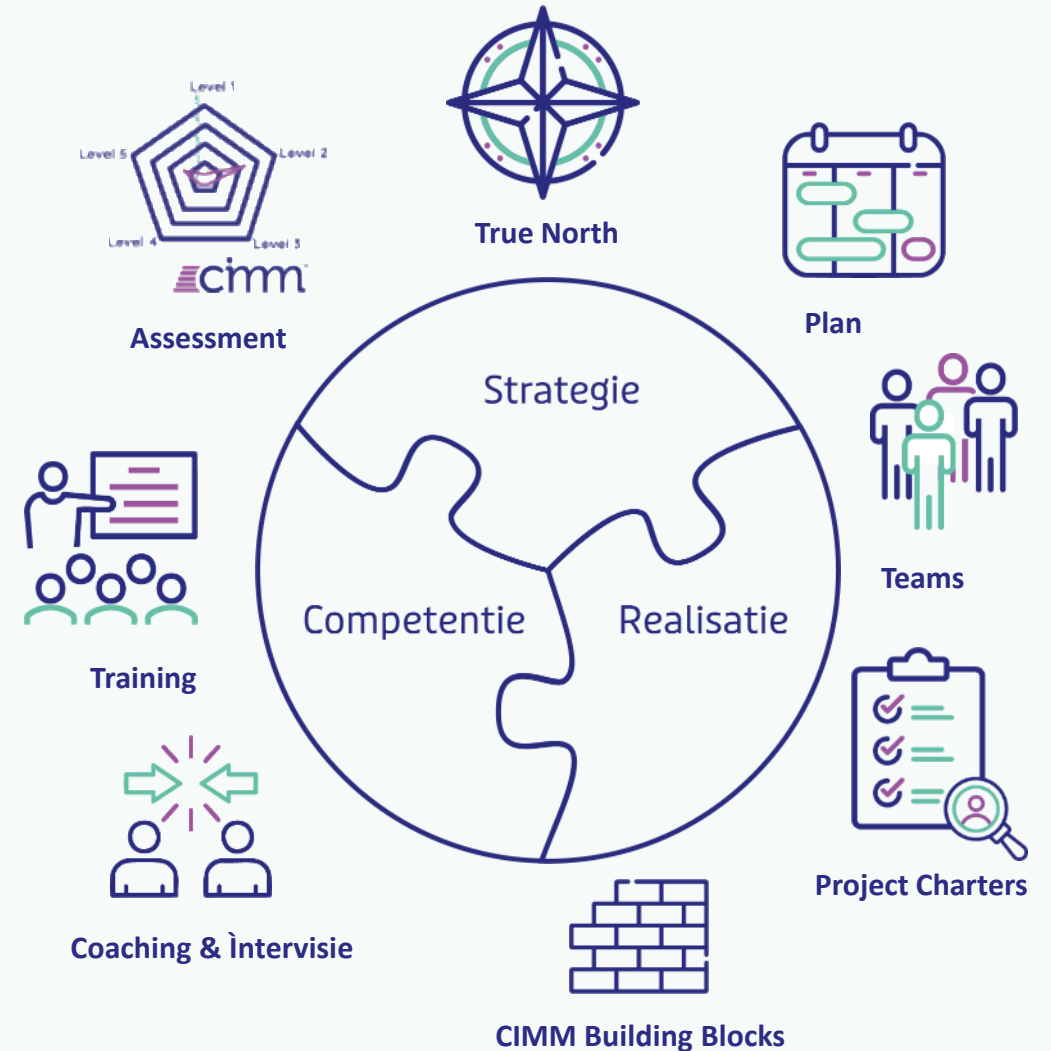 True North
Plan
Teams
Project Charters
CIMM Building Blocks
Coaching & Ìntervisie
Training
Level 1
Level 2
Level 3
Level 4
Level 5
cimm™
Assessment
Strategie
Competentie
Realisatie